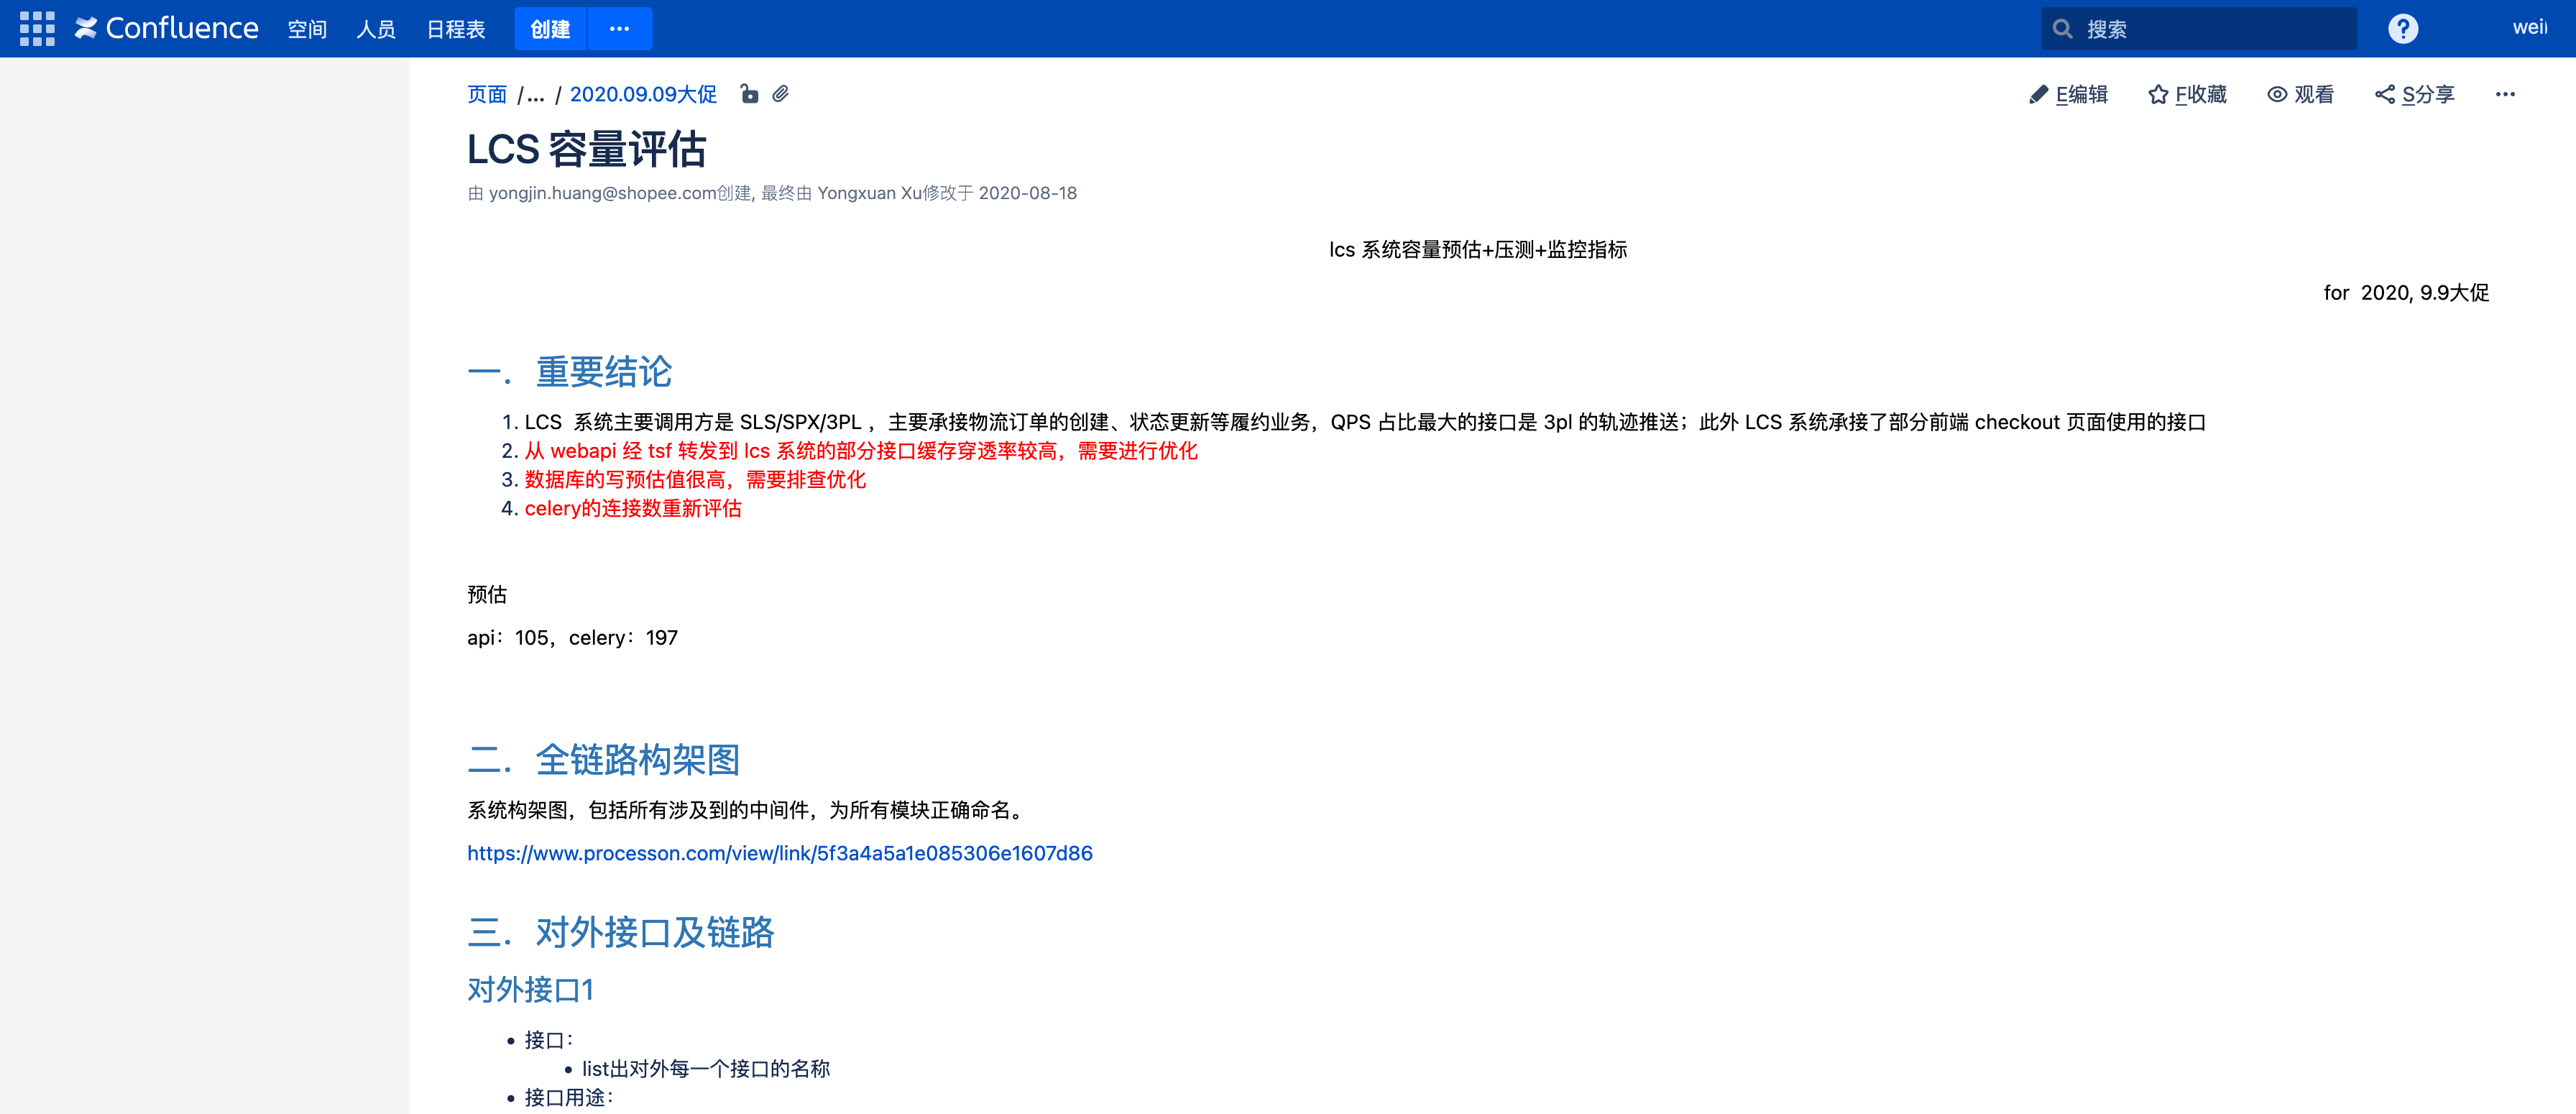 Confluence 空间 人员 日程表 创建 ··· 搜索 ? wei
页面 /... / 2020.09.09大促 E编辑 F收藏 观看 S分享 ···
LCS 容量评估
由 yongjin.huang@shopee.com创建, 最终由 Yongxuan Xu修改于 2020-08-18
lcs 系统容量预估+压测+监控指标
for 2020, 9.9大促
一．重要结论
1. LCS 系统主要调用方是 SLS/SPX/3PL ，主要承接物流订单的创建、状态更新等履约业务，QPS 占比最大的接口是 3pl 的轨迹推送；此外 LCS 系统承接了部分前端 checkout 页面使用的接口
2. 从 webapi 经 tsf 转发到 lcs 系统的部分接口缓存穿透率较高，需要进行优化
3. 数据库的写预估值很高，需要排查优化
4. celery的连接数重新评估
预估
api：105，celery：197
二．全链路构架图
系统构架图，包括所有涉及到的中间件，为所有模块正确命名。
https://www.processon.com/view/link/5f3a4a5a1e085306e1607d86
三．对外接口及链路
对外接口1
• 接口：
• list出对外每一个接口的名称
• 接口用途：